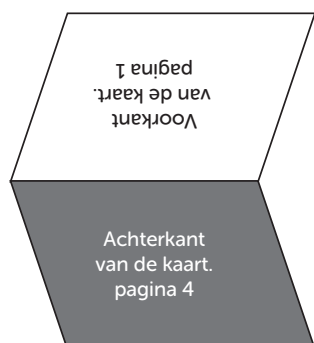 Voorkant
van de kaart.
pagina 1
Achterkant
van de kaart.
pagina 4